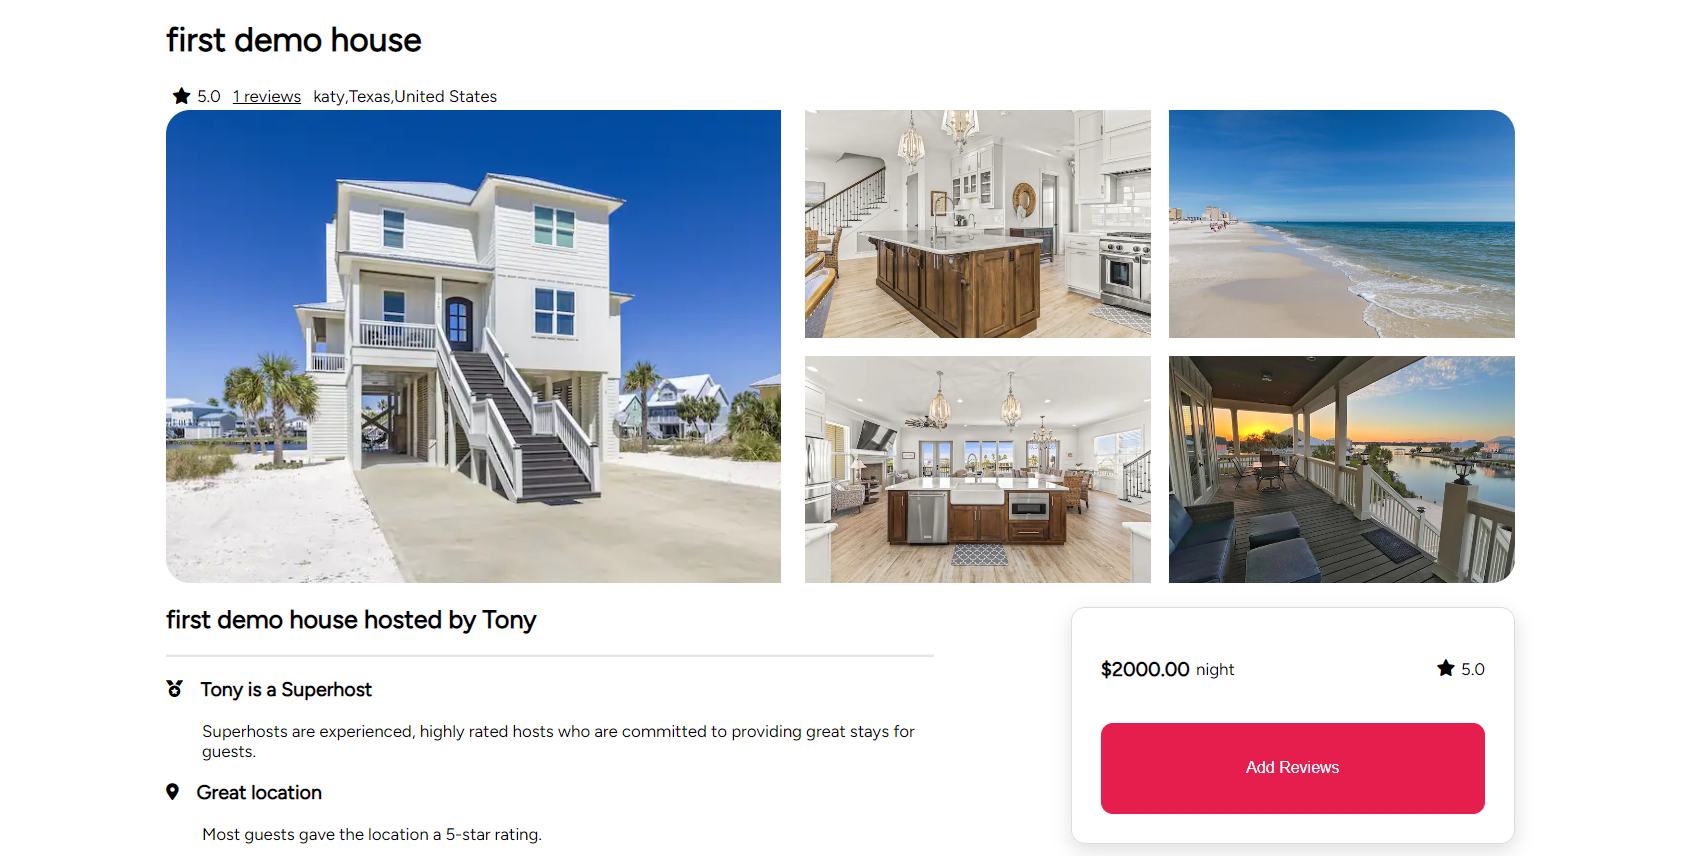 first demo house
5.0 1 reviews katy,Texas,United States
first demo house hosted by Tony
Tony is a Superhost
Superhosts are experienced, highly rated hosts who are committed to providing great stays for
guests.
Great location
Most guests gave the location a 5-star rating.
$2000.00 night 5.0
Add Reviews